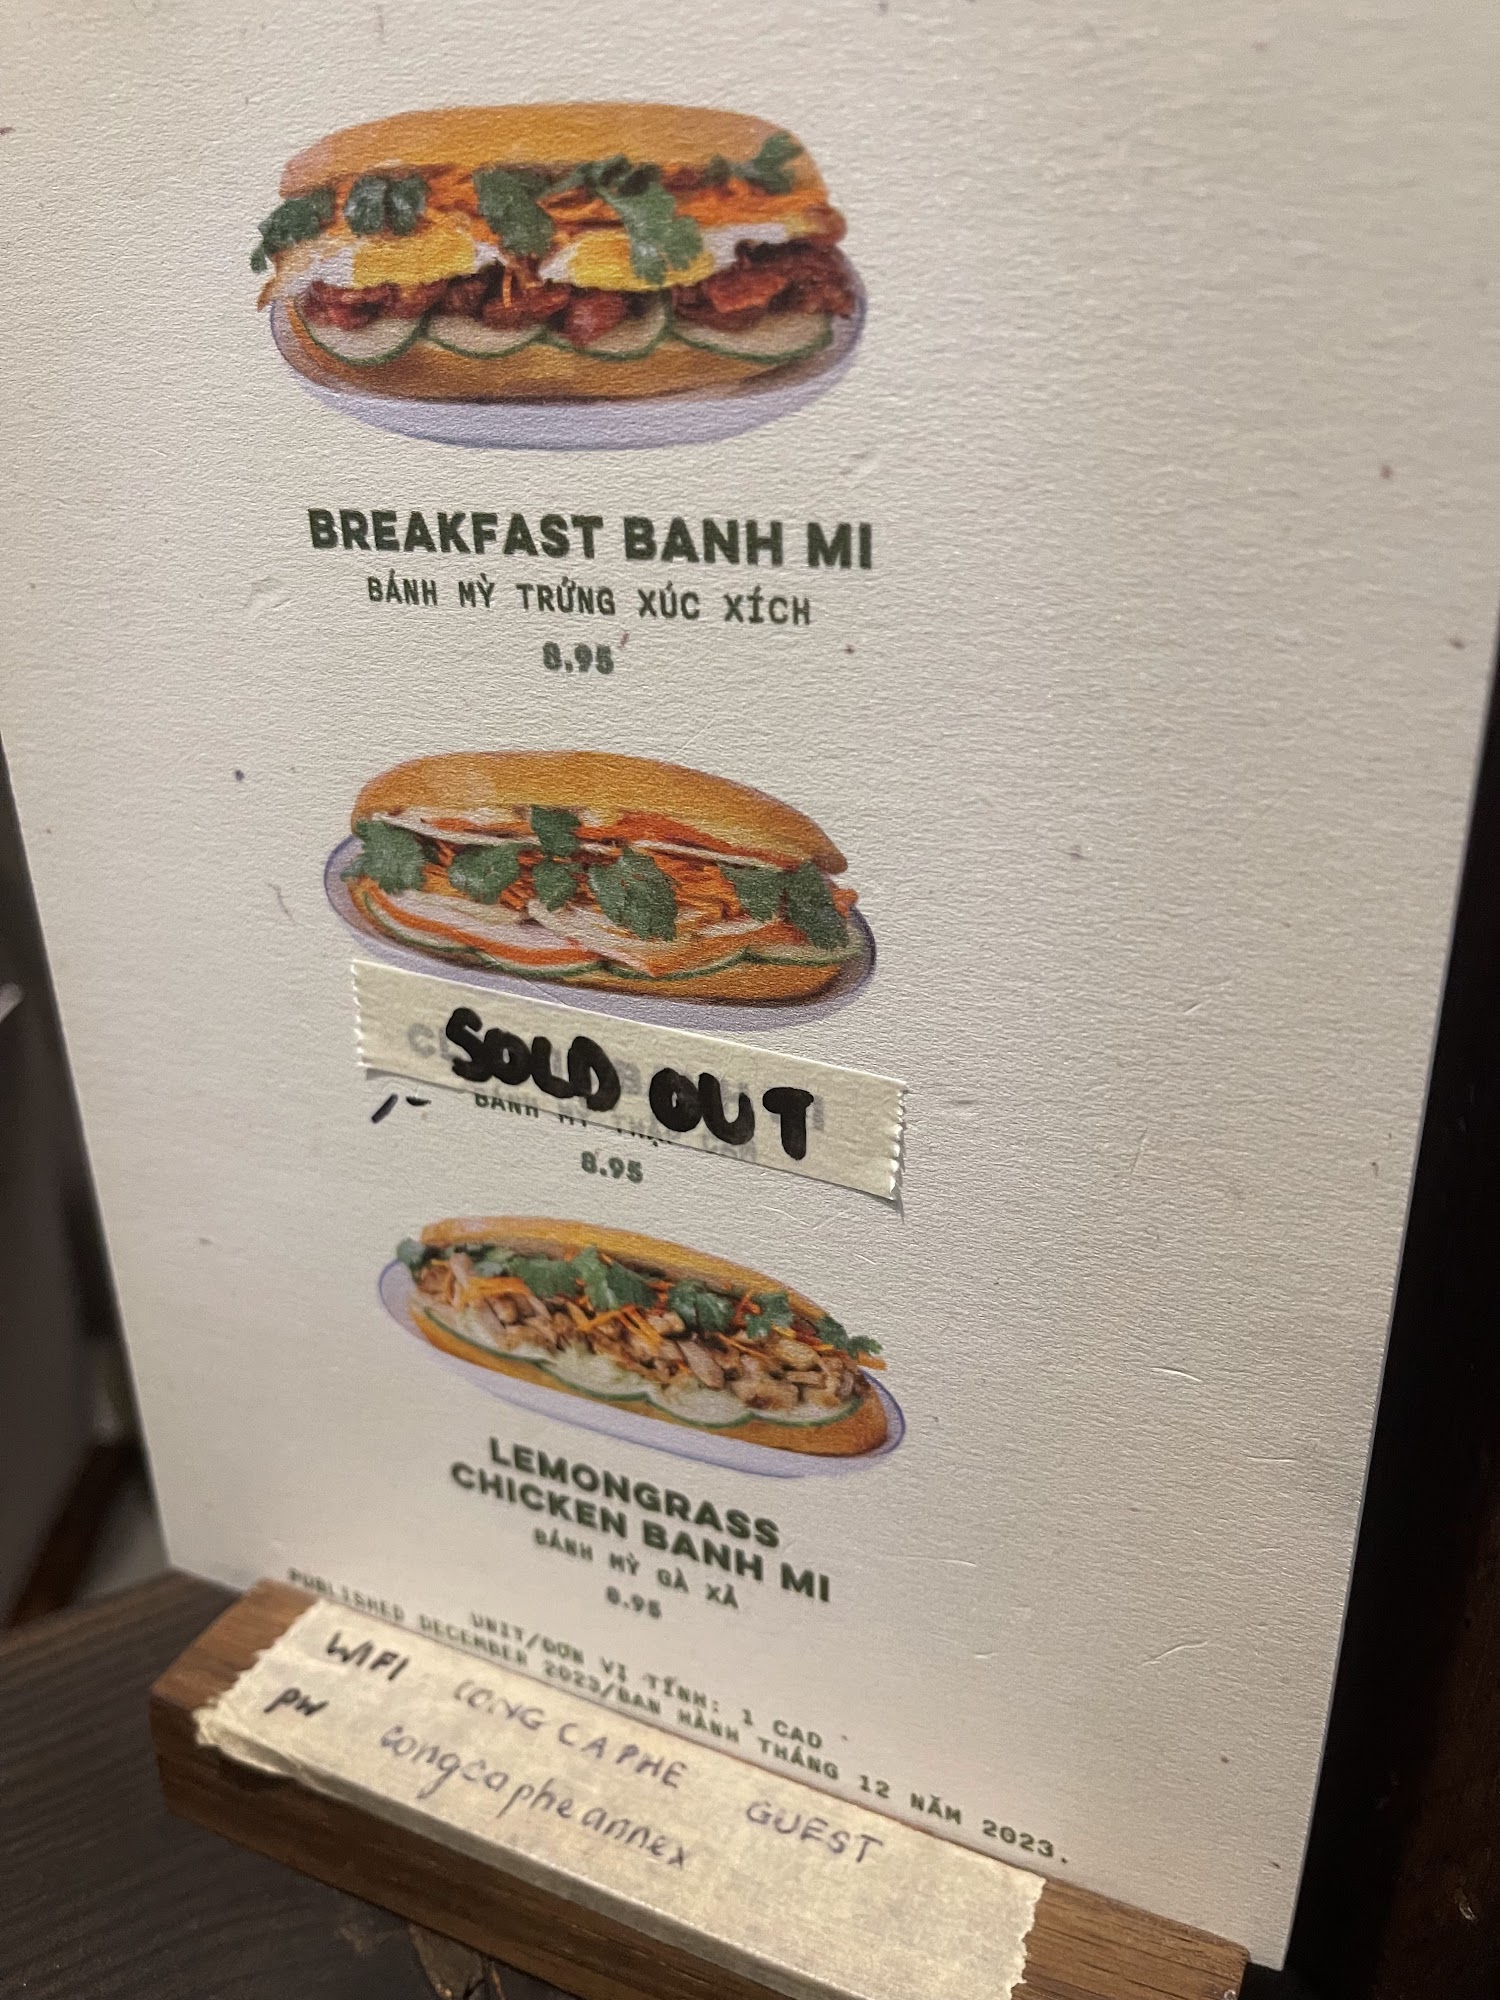 BREAKFAST BANH MI
BÁNH MỲ TRỨNG XÚC XÍCH
8.95
SOLD OUT
BÁNH MỲ
8.95
LEMONGRASS
CHICKEN BANH MI
BÁNH MỲ GÀ XẢ
8.95
UNIT/ĐƠN VỊ TÍNH: 1 CAD
PUBLISHED DECEMBER 2023/BAN HÀNH THÁNG 12 NĂM 2023.
WIFI CONG CAPHE GUEST
PW congcapheannex